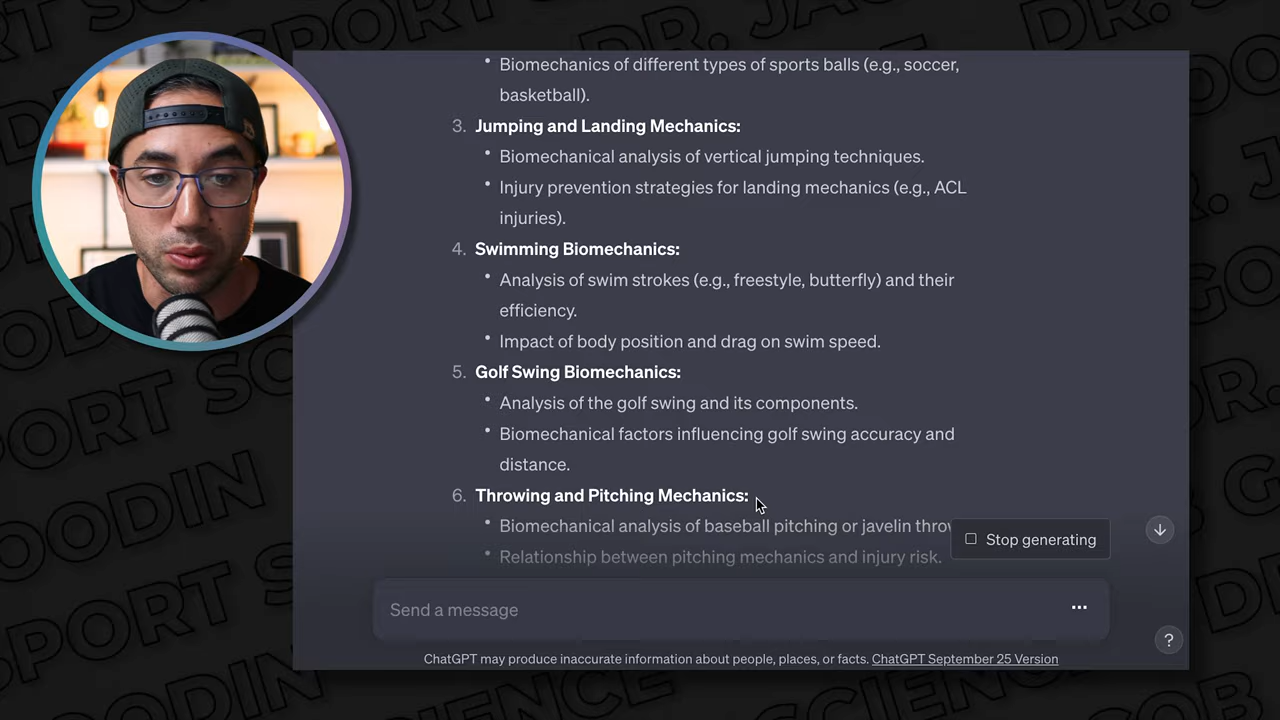 • Biomechanics of different types of sports balls (e.g., soccer,
basketball).
3. Jumping and Landing Mechanics:
• Biomechanical analysis of vertical jumping techniques.
• Injury prevention strategies for landing mechanics (e.g., ACL
injuries).
4. Swimming Biomechanics:
• Analysis of swim strokes (e.g., freestyle, butterfly) and their
efficiency.
• Impact of body position and drag on swim speed.
5. Golf Swing Biomechanics:
• Analysis of the golf swing and its components.
• Biomechanical factors influencing golf swing accuracy and
distance.
6. Throwing and Pitching Mechanics:
• Biomechanical analysis of baseball pitching or javelin throw
• Relationship between pitching mechanics and injury risk.
Stop generating
Send a message
ChatGPT may produce inaccurate information about people, places, or facts. ChatGPT September 25 Version
?